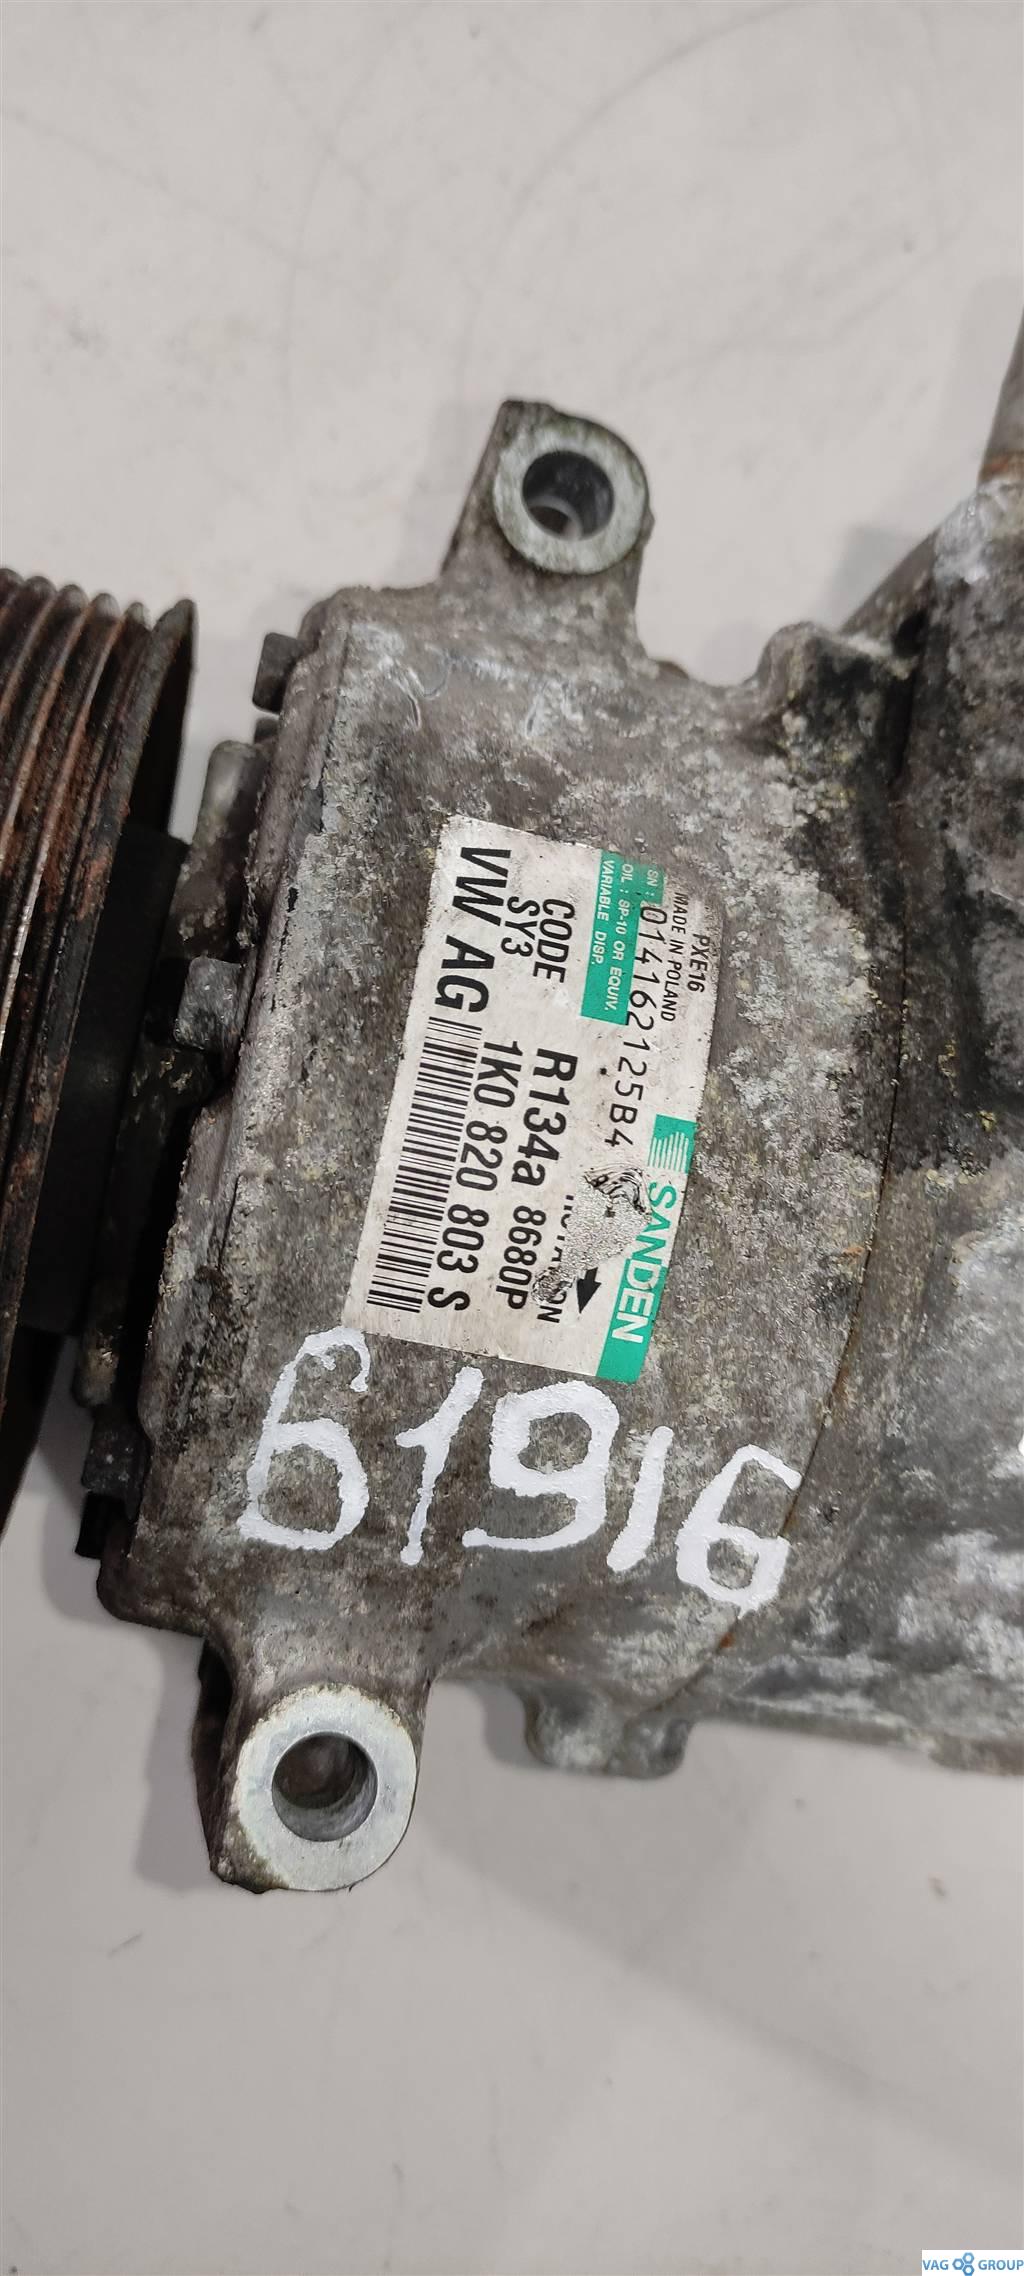 SANDEN
PXE16
MADE IN POLAND
SN : 014162125B4
OIL : SP-10 OR EQUIV.
VARIABLE DISP.
CODE
SY3
R134a 8680P
VW AG
1K0 820 803 S
61916
VAG GROUP